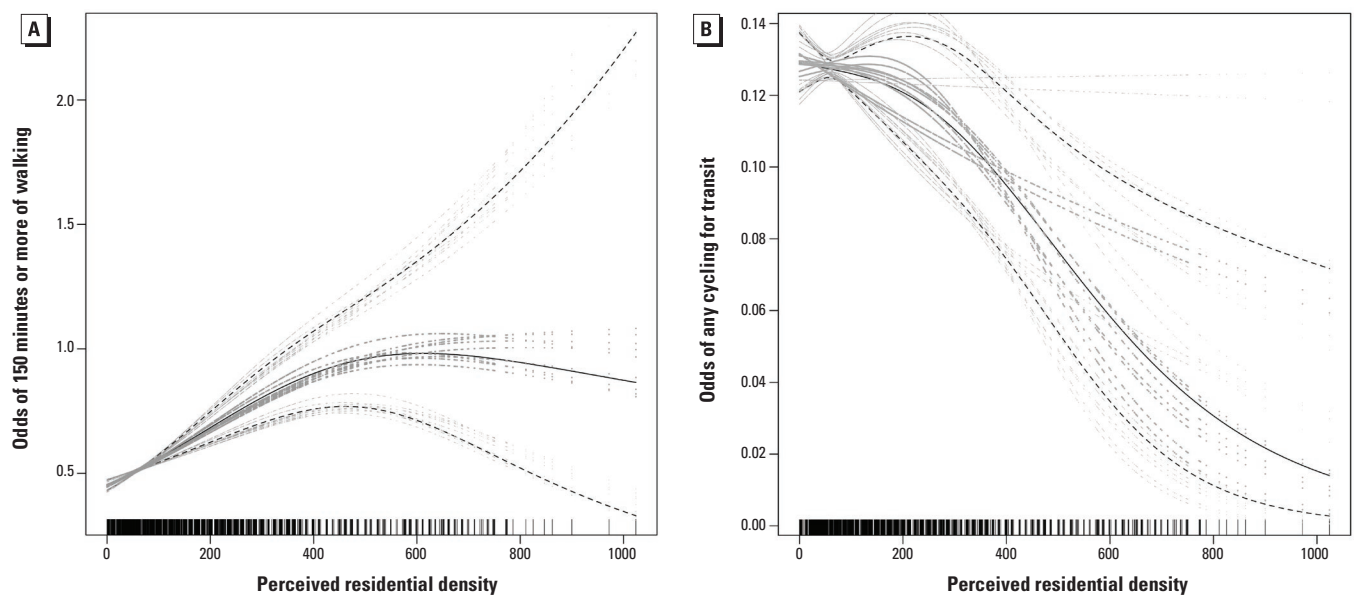 A
Odds of 150 minutes or more of walking
2.0
1.5
1.0
0.5
0 200 400 600 800 1000
Perceived residential density
B
Odds of any cycling for transit
0.14
0.12
0.10
0.08
0.06
0.04
0.02
0.00
0 200 400 600 800 1000
Perceived residential density